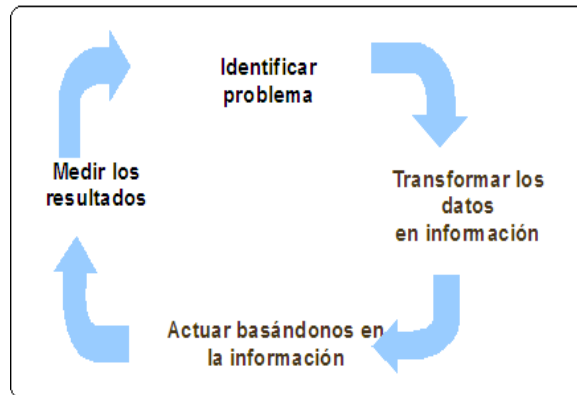 Identificar
problema
Transformar los
datos
en información
Actuar basándonos en
la información
Medir los
resultados